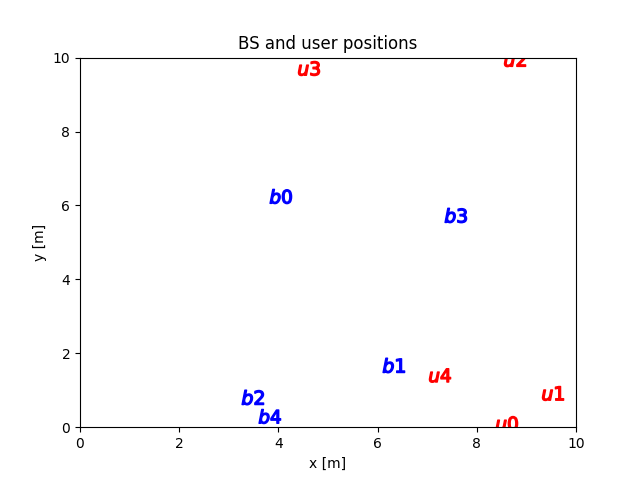 BS and user positions
10
u3
u2
8
b0
6
b3
y [m]
4
2
b1
u4
b2
u1
b4
u0
0
0 2 4 6 8 10
x [m]